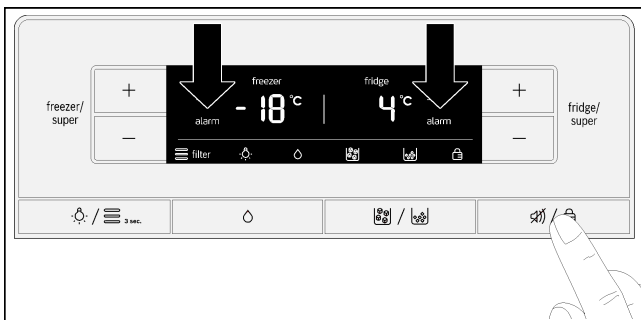 freezer
fridge
- 18 °C
4 °C
alarm
alarm
filter
freezer/
super
+
−
+
−
fridge/
super
/
3 sec.
/
/